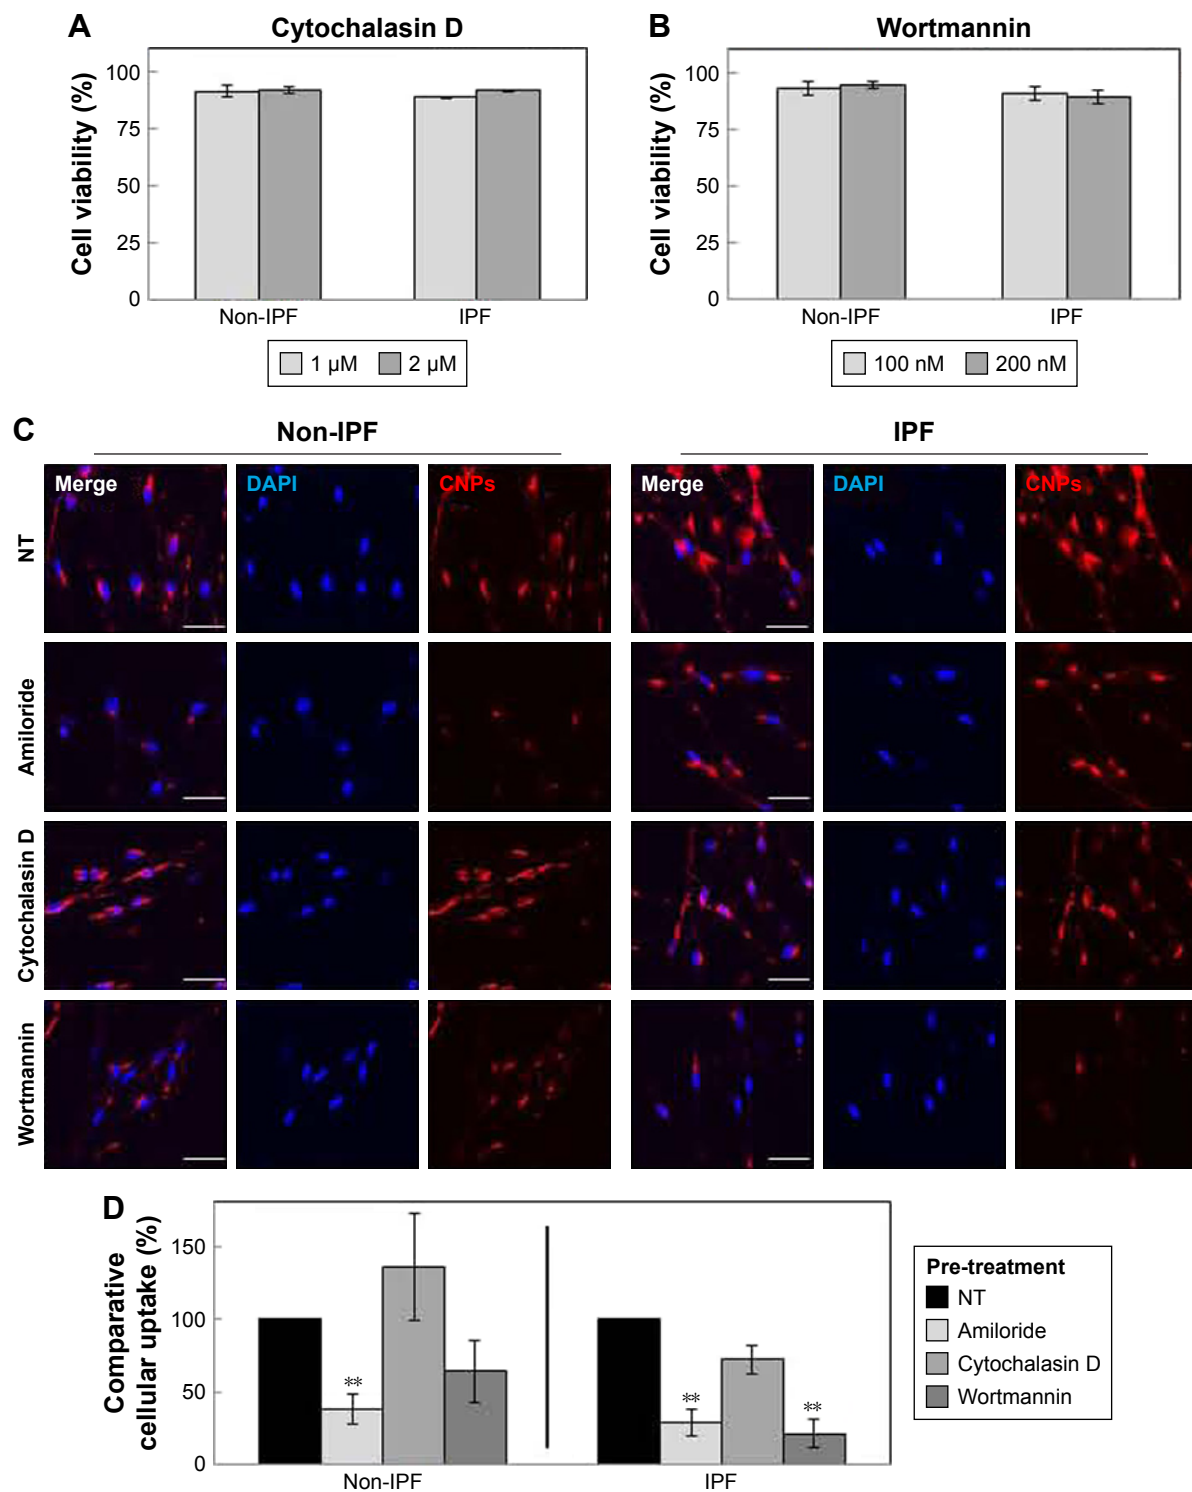 A
Cytochalasin D
Cell viability (%)
100
75
50
25
0
Non-IPF
IPF
1 µM
2 µM
B
Wortmannin
Cell viability (%)
100
75
50
25
0
Non-IPF
IPF
100 nM
200 nM
C
Non-IPF
IPF
Merge
DAPI
CNPs
Merge
DAPI
CNPs
NT
Amiloride
Cytochalasin D
Wortmannin
D
Comparative
cellular uptake (%)
150
100
50
0
**
**
**
Non-IPF
IPF
Pre-treatment
NT
Amiloride
Cytochalasin D
Wortmannin